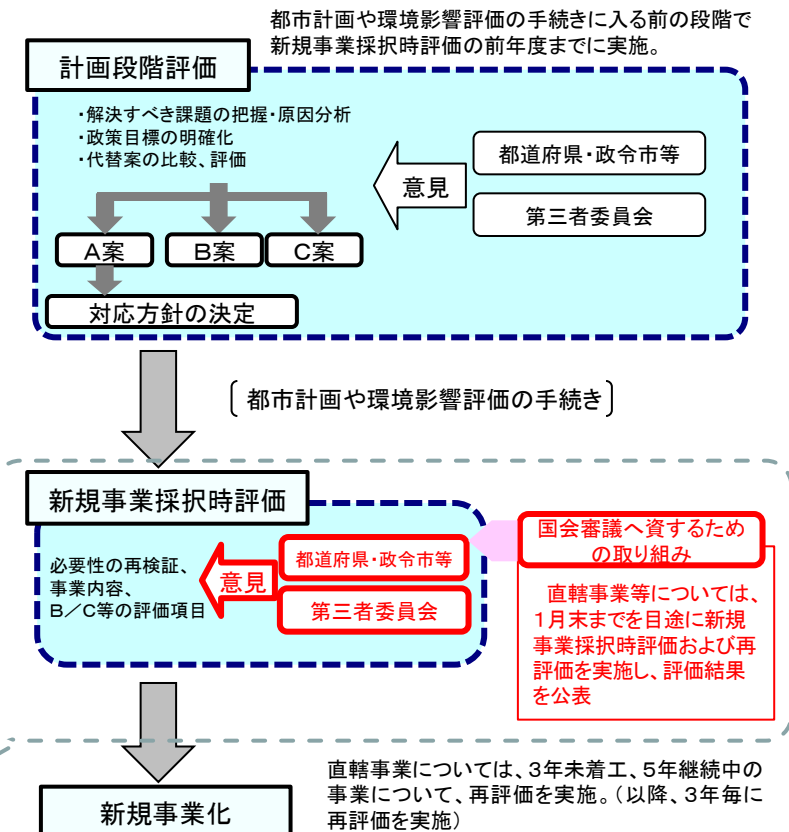 都市計画や環境影響評価の手続きに入る前の段階で
新規事業採択時評価の前年度までに実施。
計画段階評価
・解決すべき課題の把握・原因分析
・政策目標の明確化
・代替案の比較、評価
意見
都道府県・政令市等
第三者委員会
A案
B案
C案
対応方針の決定
〔都市計画や環境影響評価の手続き〕
新規事業採択時評価
必要性の再検証、
事業内容、
B/C等の評価項目
意見
都道府県・政令市等
第三者委員会
国会審議へ資するため
の取り組み
直轄事業等については、
1月末までを目途に新規
事業採択時評価および再
評価を実施し、評価結果
を公表
新規事業化
直轄事業については、3年未着工、5年継続中の
事業について、再評価を実施。(以降、3年毎に
再評価を実施)